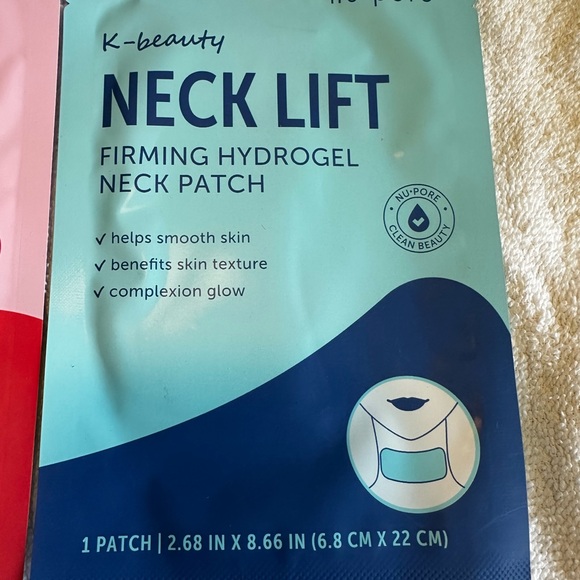 K-beauty
NECK LIFT
FIRMING HYDROGEL
NECK PATCH
NU•PORE
CLEAN BEAUTY
✓ helps smooth skin
✓ benefits skin texture
✓ complexion glow
1 PATCH | 2.68 IN X 8.66 IN (6.8 CM X 22 CM)